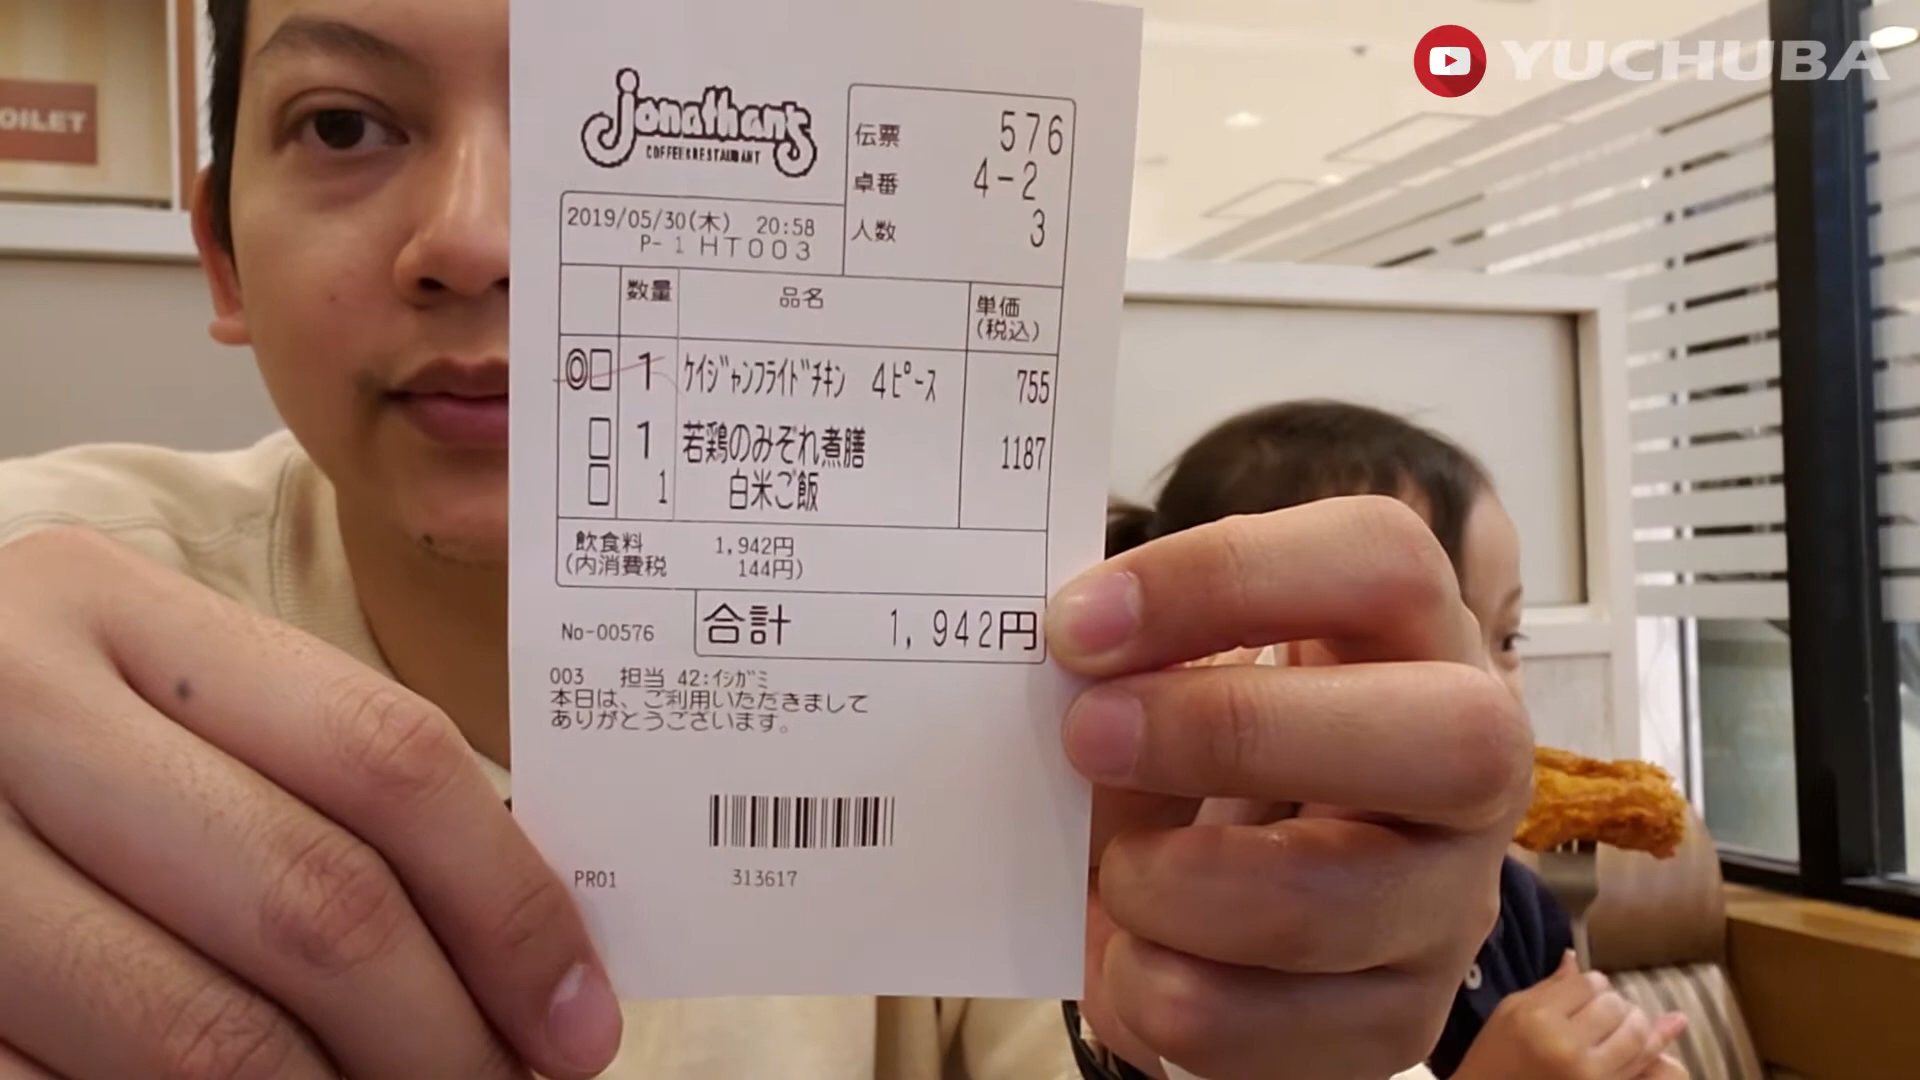 OILET
YUCHUBA
jonathan's
COFFEE&RESTAURANT
伝票 576
卓番 4-2
人数 3
2019/05/30(木) 20:58
P- 1 HT003
数量 品名 単価
(税込)
◎□ 1 ｹｲｼﾞｬﾝﾌﾗｲﾄﾞﾁｷﾝ 4ﾋﾟｰｽ 755
□ 1 若鶏のみぞれ煮膳 1187
□ 1 白米ご飯
飲食料 1,942円
(内消費税 144円)
合計 1,942円
No-00576
003 担当 42:ｲｼｶﾞﾐ
本日は、ご利用いただきまして
ありがとうございます。
PR01 313617